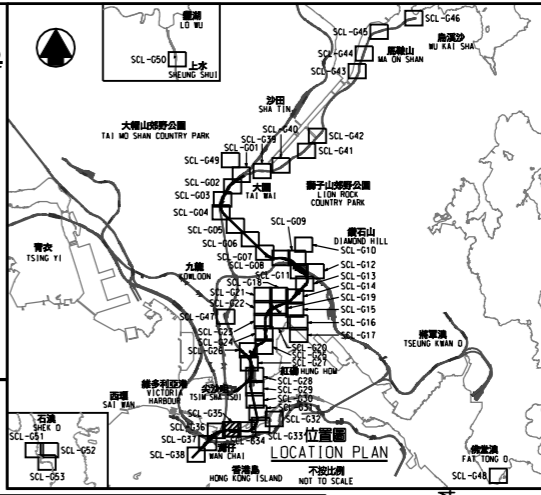 羅湖
LO WU
SCL-G50
上水
SHEUNG SHUI
SCL-G46
SCL-G45
烏溪沙
WU KAI SHA
SCL-G44
馬鞍山
MA ON SHAN
SCL-G43
沙田
SHA TIN
大帽山郊野公園
TAI MO SHAN COUNTRY PARK
SCL-G40
SCL-G39
SCL-G01
SCL-G42
SCL-G41
SCL-G49
SCL-G02
SCL-G03
SCL-G04
大圍
TAI WAI
獅子山郊野公園
LION ROCK
COUNTRY PARK
SCL-G05
SCL-G06
SCL-G07
SCL-G08
SCL-G09
鑽石山
DIAMOND HILL
SCL-G10
SCL-G11
SCL-G12
SCL-G13
SCL-G14
SCL-G18
SCL-G19
SCL-G15
SCL-G16
SCL-G17
青衣
TSING YI
九龍
KOWLOON
SCL-G21
SCL-G22
SCL-G47
SCL-G23
SCL-G24
SCL-G26
SCL-G20
SCL-G27
紅磡 HUNG HOM
SCL-G28
SCL-G29
SCL-G30
SCL-G32
SCL-G33
SCL-G34
SCL-G35
SCL-G36
SCL-G37
SCL-G38
將軍澳
TSEUNG KWAN O
維多利亞港
VICTORIA
HARBOUR
尖沙咀
TSIM SHA TSUI
西環
SAI WAN
灣仔
WAN CHAI
香港島
HONG KONG ISLAND
石澳
SHEK O
SCL-G51
SCL-G52
SCL-G53
佛堂澳
FAT TONG O
SCL-G48
位置圖
LOCATION PLAN
不按比例
NOT TO SCALE